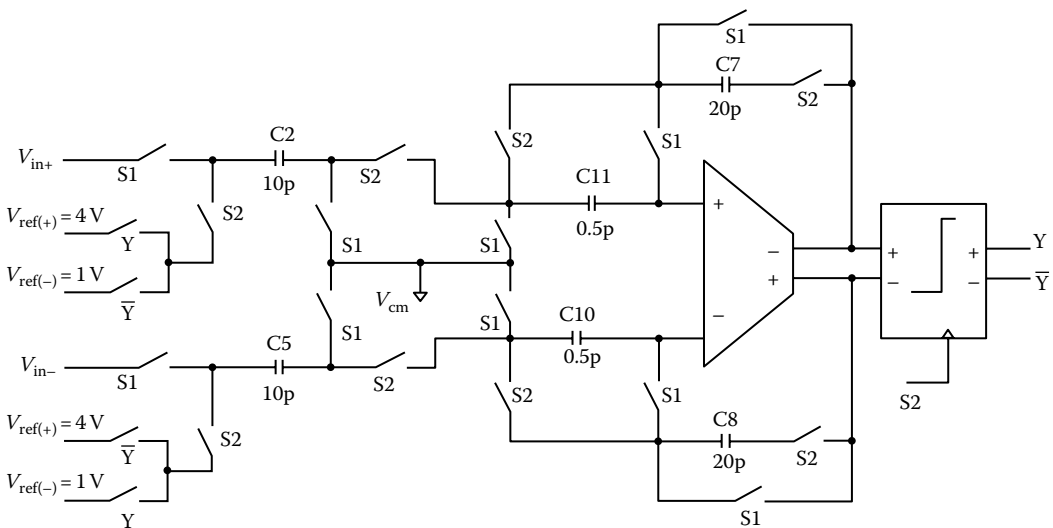 S1
C7
20p
S2
S2
S1
V_in+
S1
C2
10p
S2
C11
0.5p
+
S2
V_ref(+) = 4 V
Y
V_ref(−) = 1 V
Y̅
S1
S1
V_cm
−
+
+
−
+
−
Y
Y̅
S1
S1
C10
0.5p
−
V_in−
S1
C5
10p
S2
S2
S1
S2
V_ref(+) = 4 V
Y̅
S2
V_ref(−) = 1 V
Y
C8
20p
S2
S1